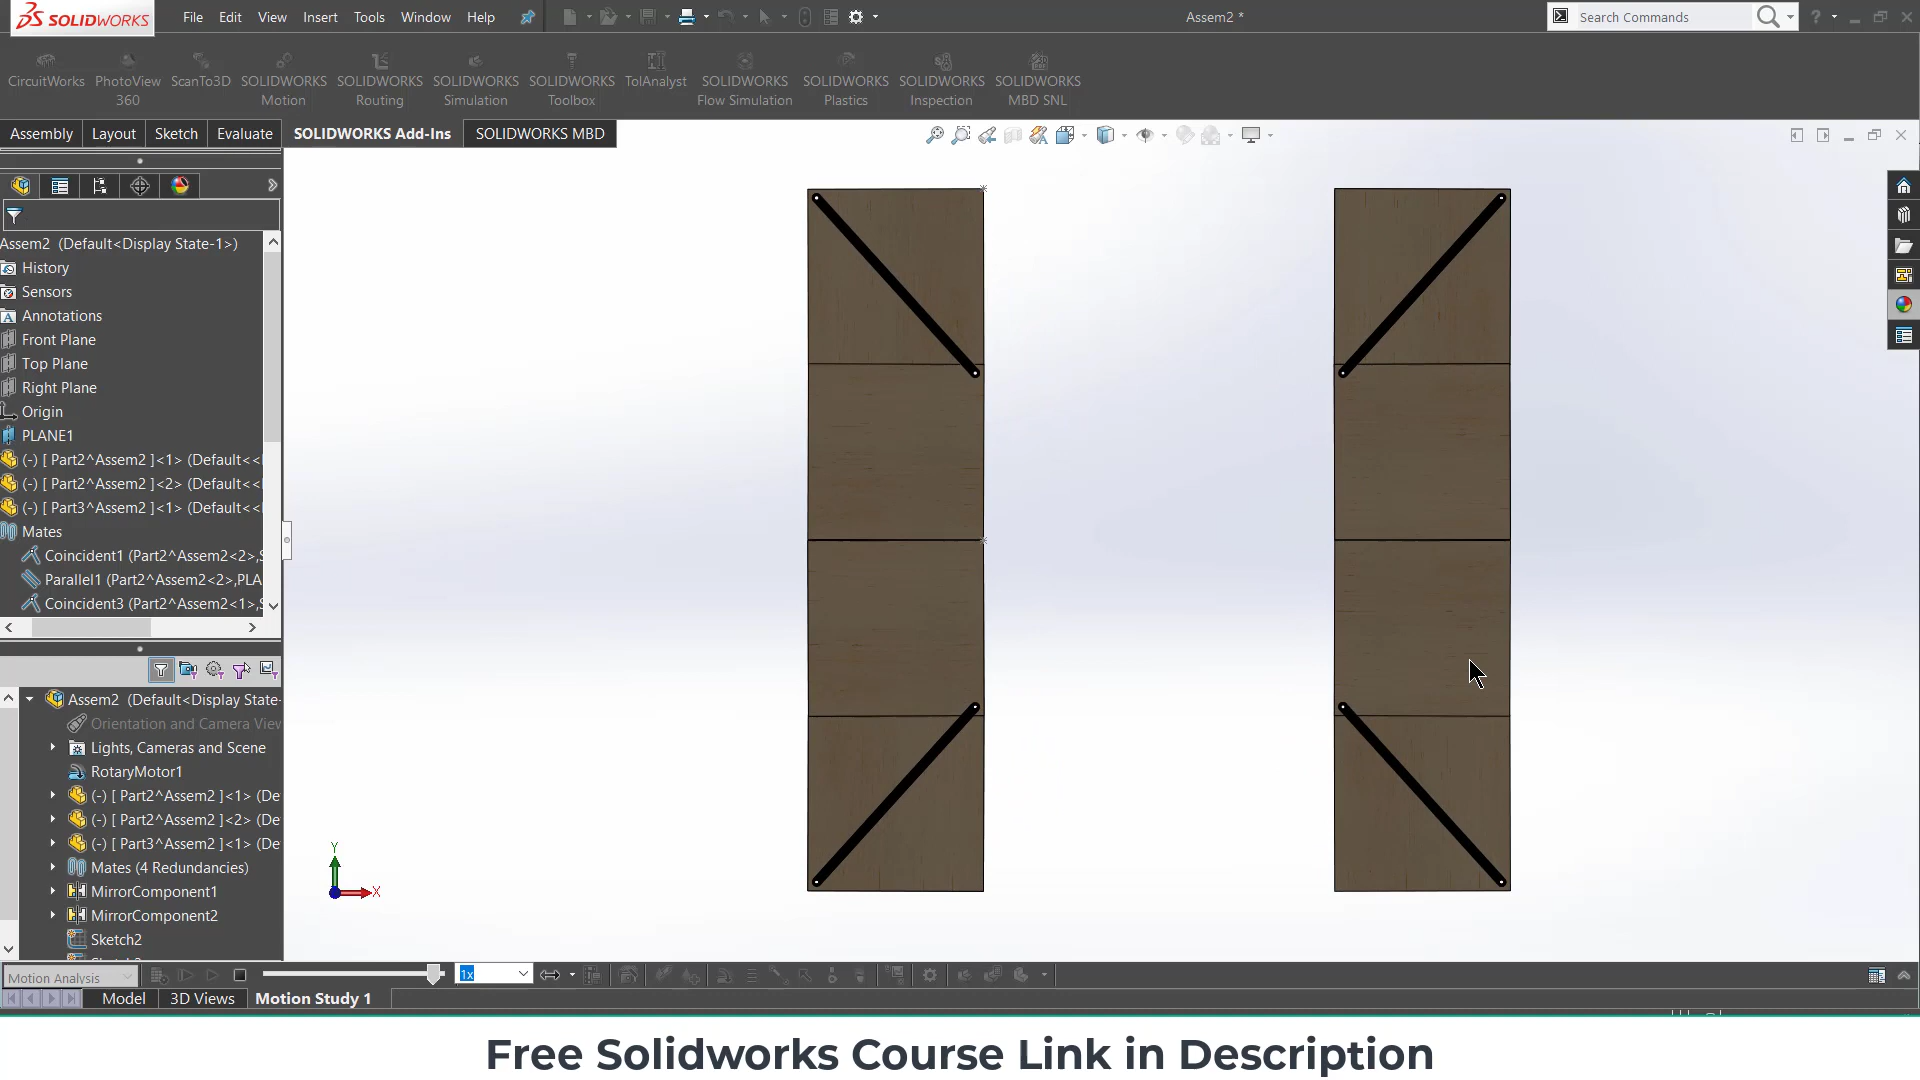 SOLIDWORKS File Edit View Insert Tools Window Help Assem2 * Search Commands ?
CircuitWorks PhotoView 360 ScanTo3D SOLIDWORKS Motion SOLIDWORKS Routing SOLIDWORKS Simulation SOLIDWORKS Toolbox TolAnalyst SOLIDWORKS Flow Simulation SOLIDWORKS Plastics SOLIDWORKS Inspection SOLIDWORKS MBD SNL
Assembly Layout Sketch Evaluate SOLIDWORKS Add-Ins SOLIDWORKS MBD
Assem2 (Default<Display State-1>)
History
Sensors
Annotations
Front Plane
Top Plane
Right Plane
Origin
PLANE1
(-) [ Part2^Assem2 ]<1> (Default<<
(-) [ Part2^Assem2 ]<2> (Default<<
(-) [ Part3^Assem2 ]<1> (Default<<
Mates
Coincident1 (Part2^Assem2<2>,
Parallel1 (Part2^Assem2<2>,PLA
Coincident3 (Part2^Assem2<1>,
Assem2 (Default<Display State-
Orientation and Camera View
Lights, Cameras and Scene
RotaryMotor1
(-) [ Part2^Assem2 ]<1> (De
(-) [ Part2^Assem2 ]<2> (De
(-) [ Part3^Assem2 ]<1> (De
Mates (4 Redundancies)
MirrorComponent1
MirrorComponent2
Sketch2
Y
X
Motion Analysis 1x
Model 3D Views Motion Study 1
Free Solidworks Course Link in Description